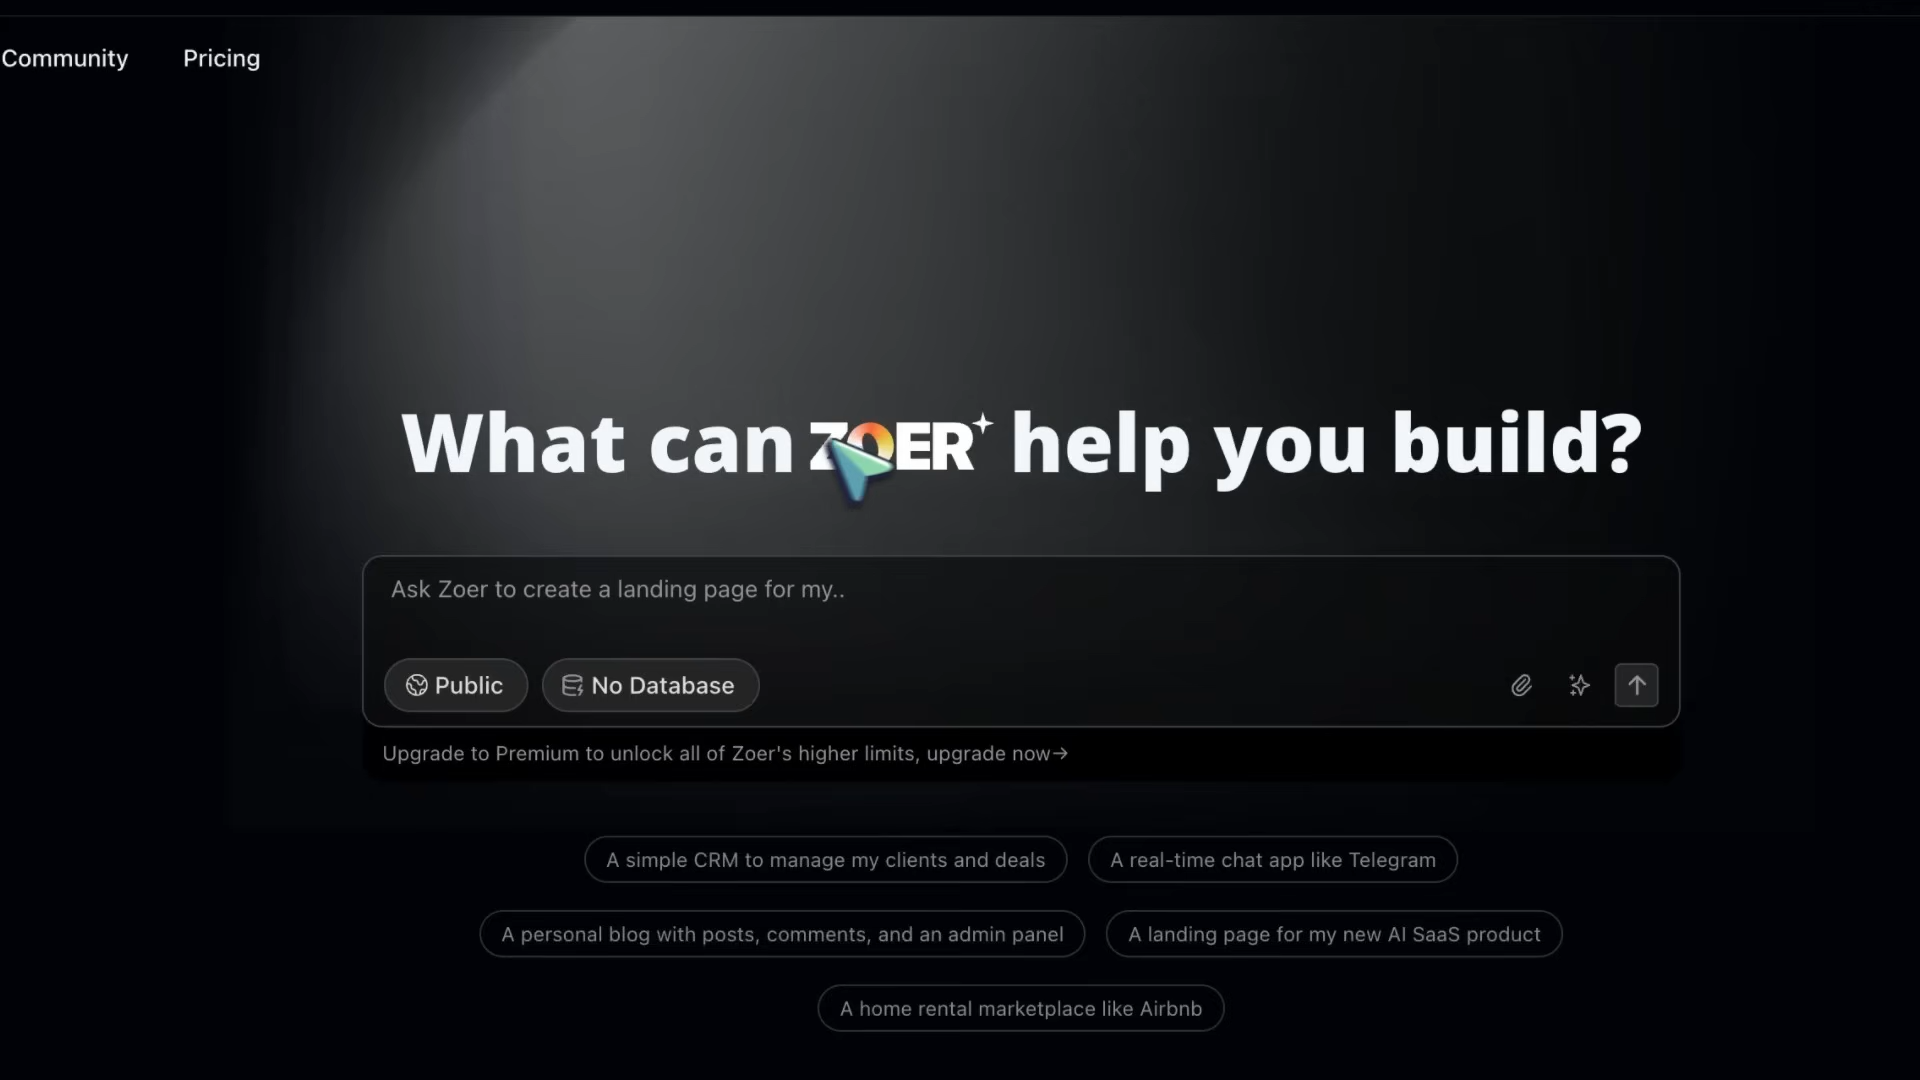 Community Pricing
What can ZOER help you build?
Ask Zoer to create a landing page for my..
Public No Database
Upgrade to Premium to unlock all of Zoer's higher limits, upgrade now→
A simple CRM to manage my clients and deals A real-time chat app like Telegram
A personal blog with posts, comments, and an admin panel A landing page for my new AI SaaS product
A home rental marketplace like Airbnb